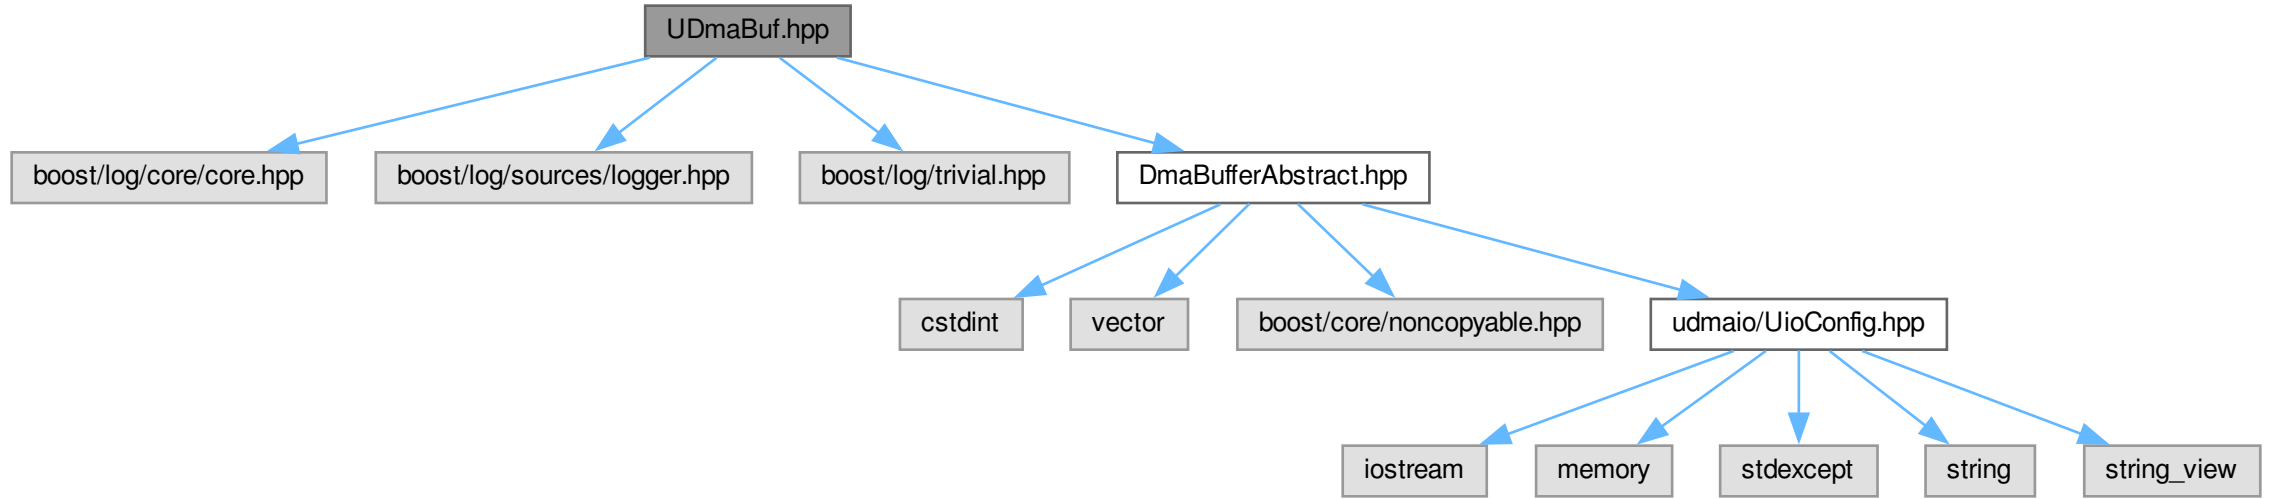 UDmaBuf.hpp
boost/log/core/core.hpp
boost/log/sources/logger.hpp
boost/log/trivial.hpp
DmaBufferAbstract.hpp
cstdint
vector
boost/core/noncopyable.hpp
udmaio/UioConfig.hpp
iostream
memory
stdexcept
string
string_view